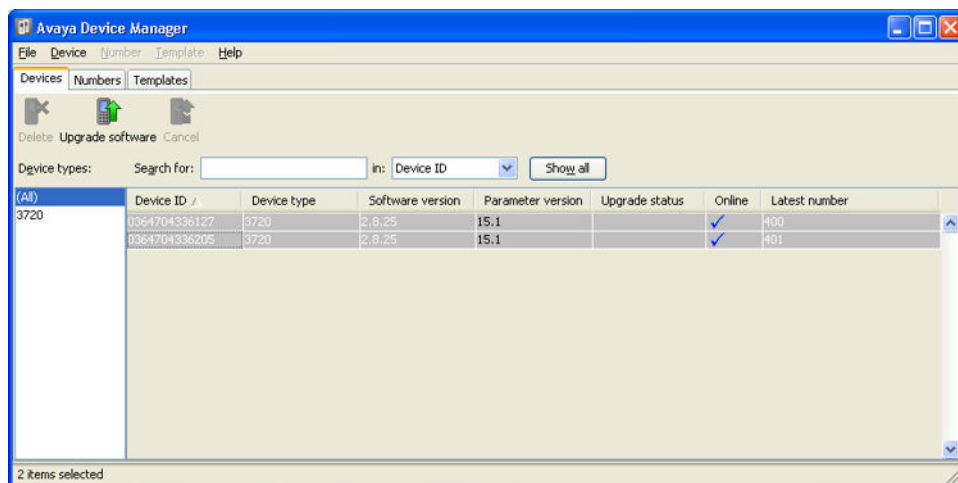 Avaya Device Manager
File Device Number Template Help
Devices Numbers Templates
Delete Upgrade software Cancel
Device types: Search for: in: Device ID Show all
(All) Device ID Device type Software version Parameter version Upgrade status Online Latest number
3720 0364704336127 3720 2.8.25 15.1 400
0364704336205 3720 2.8.25 15.1 401
2 items selected